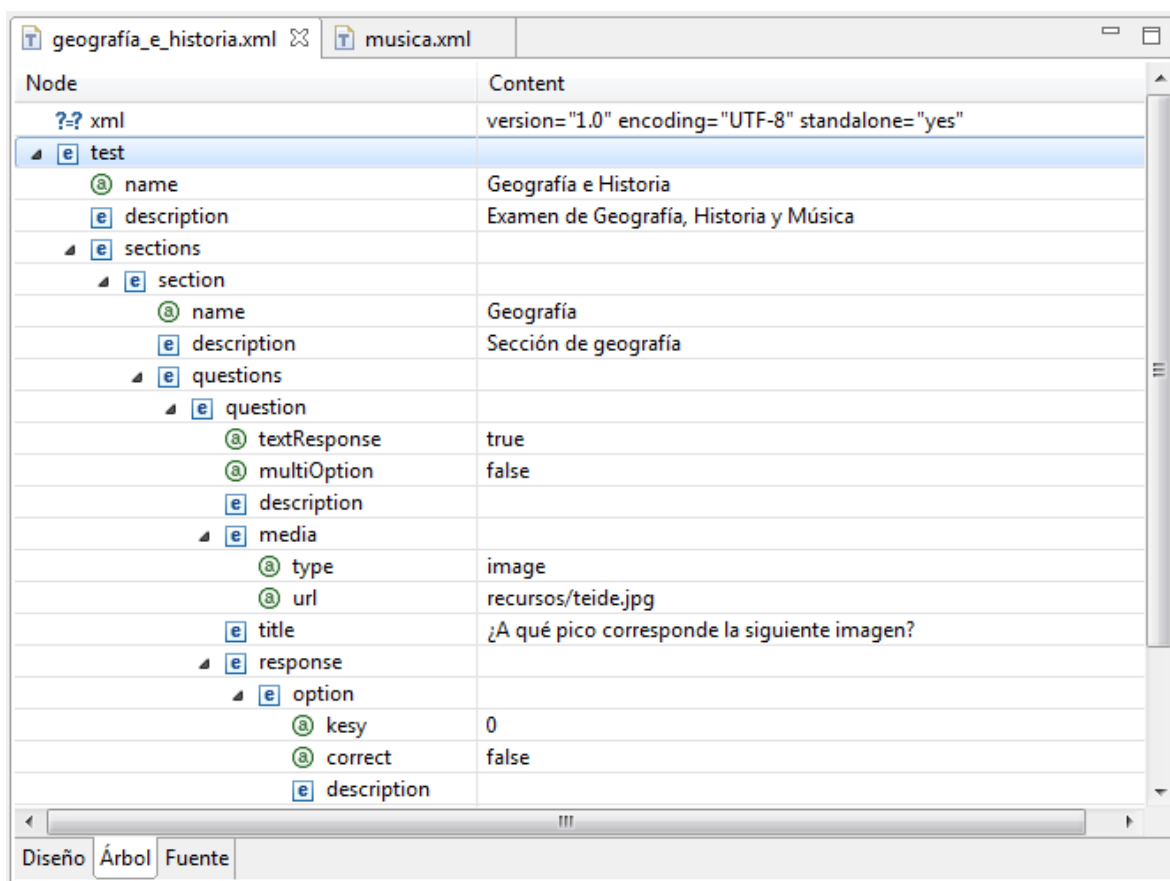 geografía_e_historia.xml musica.xml
Node Content
?=? xml version="1.0" encoding="UTF-8" standalone="yes"
e test
a name Geografía e Historia
e description Examen de Geografía, Historia y Música
e sections
e section
a name Geografía
e description Sección de geografía
e questions
e question
a textResponse true
a multiOption false
e description
e media
a type image
a url recursos/teide.jpg
e title ¿A qué pico corresponde la siguiente imagen?
e response
e option
a kesy 0
a correct false
e description
Diseño Árbol Fuente